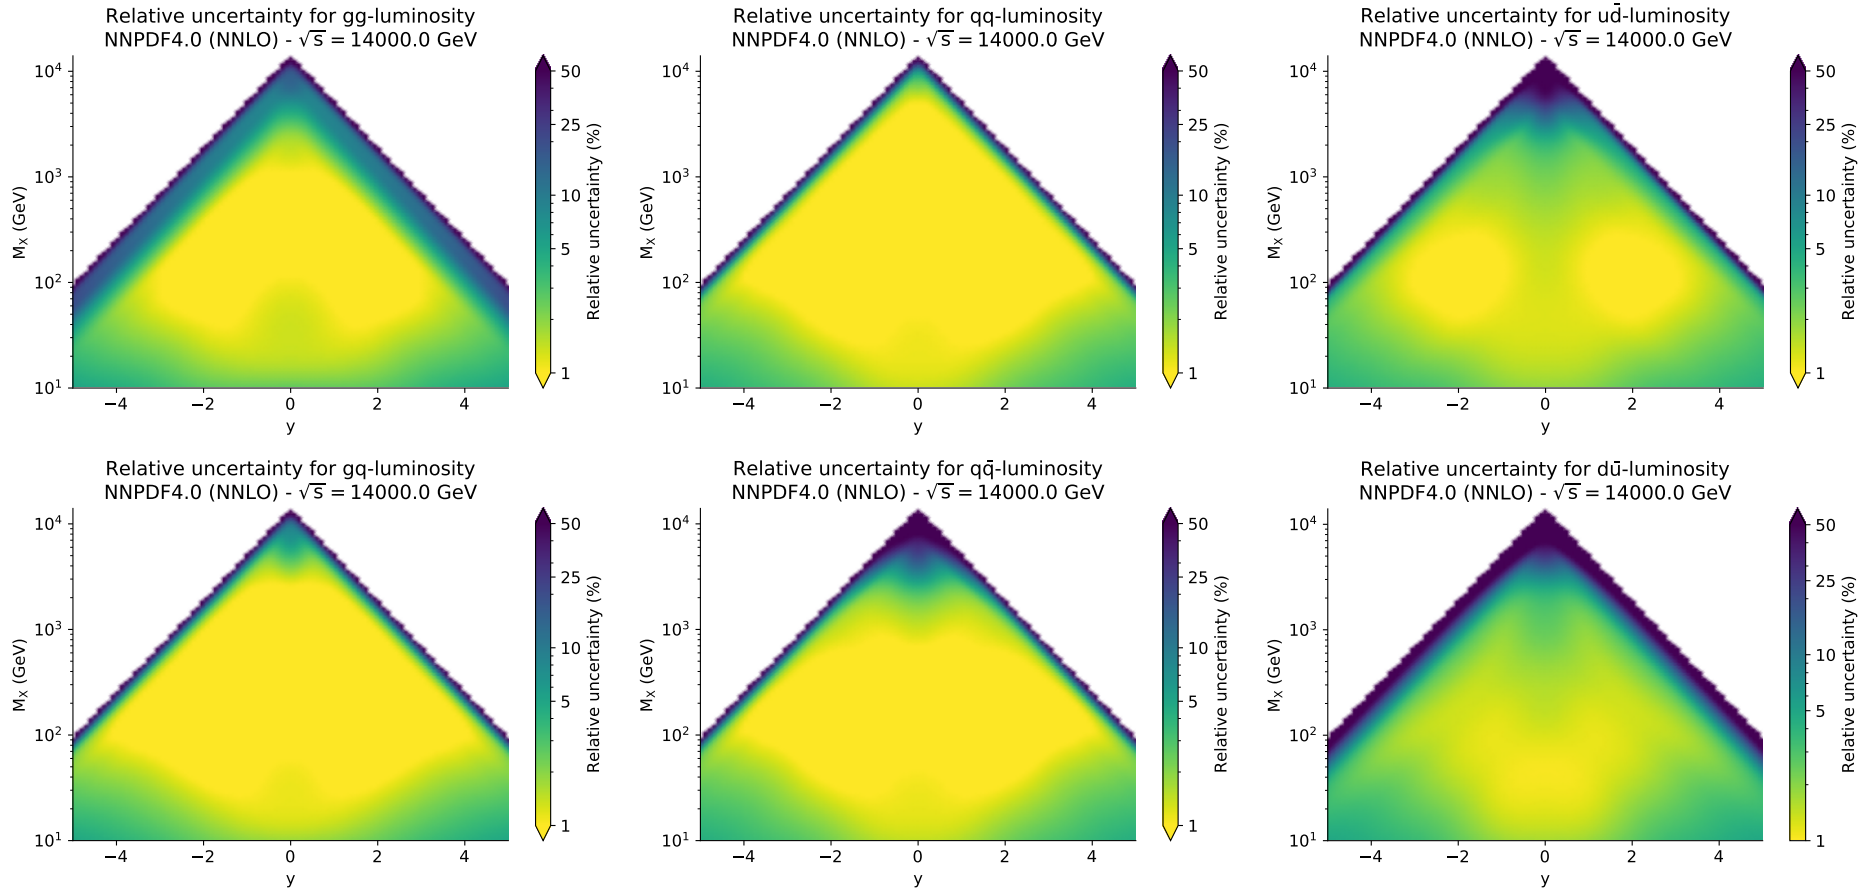 Relative uncertainty for gg-luminosity
NNPDF4.0 (NNLO) - √s = 14000.0 GeV
10⁴
10³
10²
10¹
M_X (GeV)
−4 −2 0 2 4
y
50
25
10
5
1
Relative uncertainty (%)
Relative uncertainty for qq-luminosity
NNPDF4.0 (NNLO) - √s = 14000.0 GeV
10⁴
10³
10²
10¹
M_X (GeV)
−4 −2 0 2 4
y
50
25
10
5
1
Relative uncertainty (%)
Relative uncertainty for ud̄-luminosity
NNPDF4.0 (NNLO) - √s = 14000.0 GeV
10⁴
10³
10²
10¹
M_X (GeV)
−4 −2 0 2 4
y
50
25
10
5
1
Relative uncertainty (%)
Relative uncertainty for gq-luminosity
NNPDF4.0 (NNLO) - √s = 14000.0 GeV
10⁴
10³
10²
10¹
M_X (GeV)
−4 −2 0 2 4
y
50
25
10
5
1
Relative uncertainty (%)
Relative uncertainty for qq̄-luminosity
NNPDF4.0 (NNLO) - √s = 14000.0 GeV
10⁴
10³
10²
10¹
M_X (GeV)
−4 −2 0 2 4
y
50
25
10
5
1
Relative uncertainty (%)
Relative uncertainty for dū-luminosity
NNPDF4.0 (NNLO) - √s = 14000.0 GeV
10⁴
10³
10²
10¹
M_X (GeV)
−4 −2 0 2 4
y
50
25
10
5
1
Relative uncertainty (%)